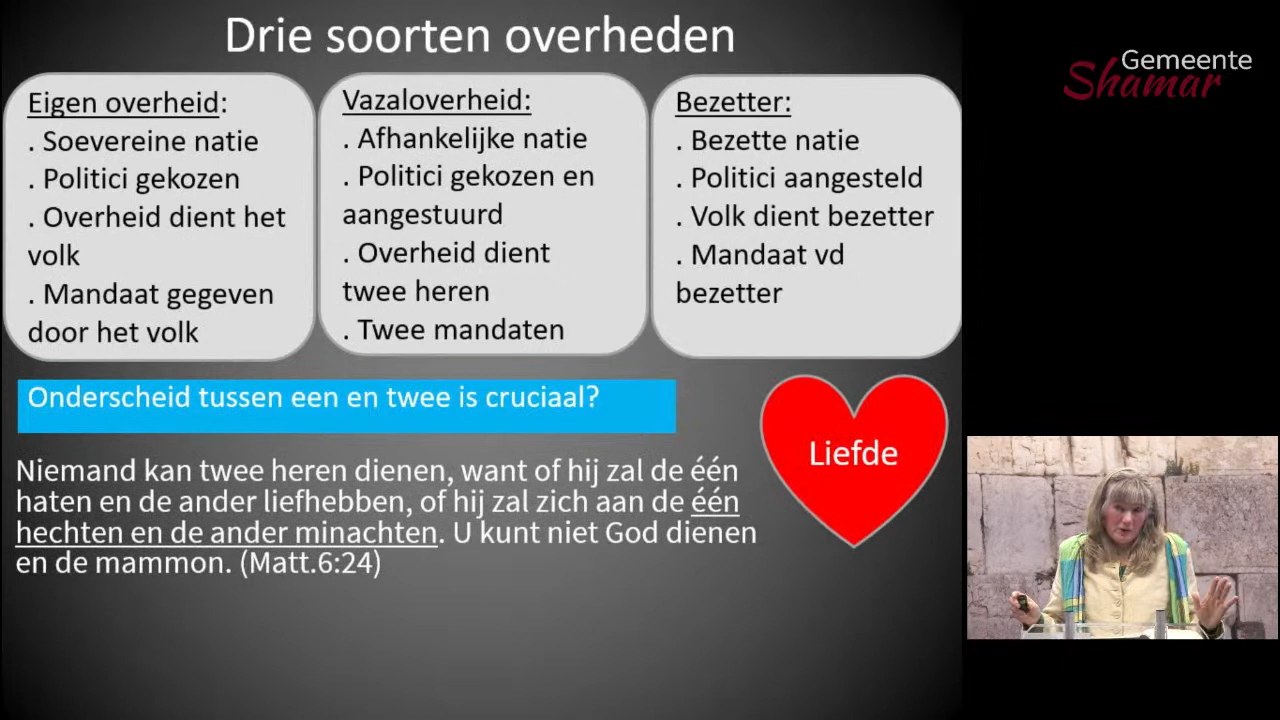 Drie soorten overheden
Eigen overheid:
. Soevereine natie
. Politici gekozen
. Overheid dient het
volk
. Mandaat gegeven
door het volk
Vazaloverheid:
. Afhankelijke natie
. Politici gekozen en
aangestuurd
. Overheid dient
twee heren
. Twee mandaten
Bezetter:
. Bezette natie
. Politici aangesteld
. Volk dient bezetter
. Mandaat vd
bezetter
Onderscheid tussen een en twee is cruciaal?
Liefde
Niemand kan twee heren dienen, want of hij zal de één
haten en de ander liefhebben, of hij zal zich aan de één
hechten en de ander minachten. U kunt niet God dienen
en de mammon. (Matt.6:24)
Gemeente
Shamar